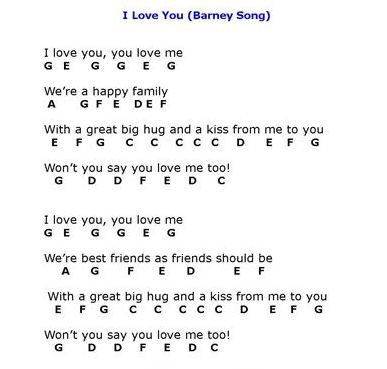 I Love You (Barney Song)
I love you, you love me
G E G G E G
We're a happy family
A G F E D E F
With a great big hug and a kiss from me to you
E F G C C C C D E F G
Won't you say you love me too!
G D D F E D C
I love you, you love me
G E G G E G
We're best friends as friends should be
A G F E D E F
With a great big hug and a kiss from me to you
E F G C C C C C D E F G
Won't you say you love me too!
G D D F E D C